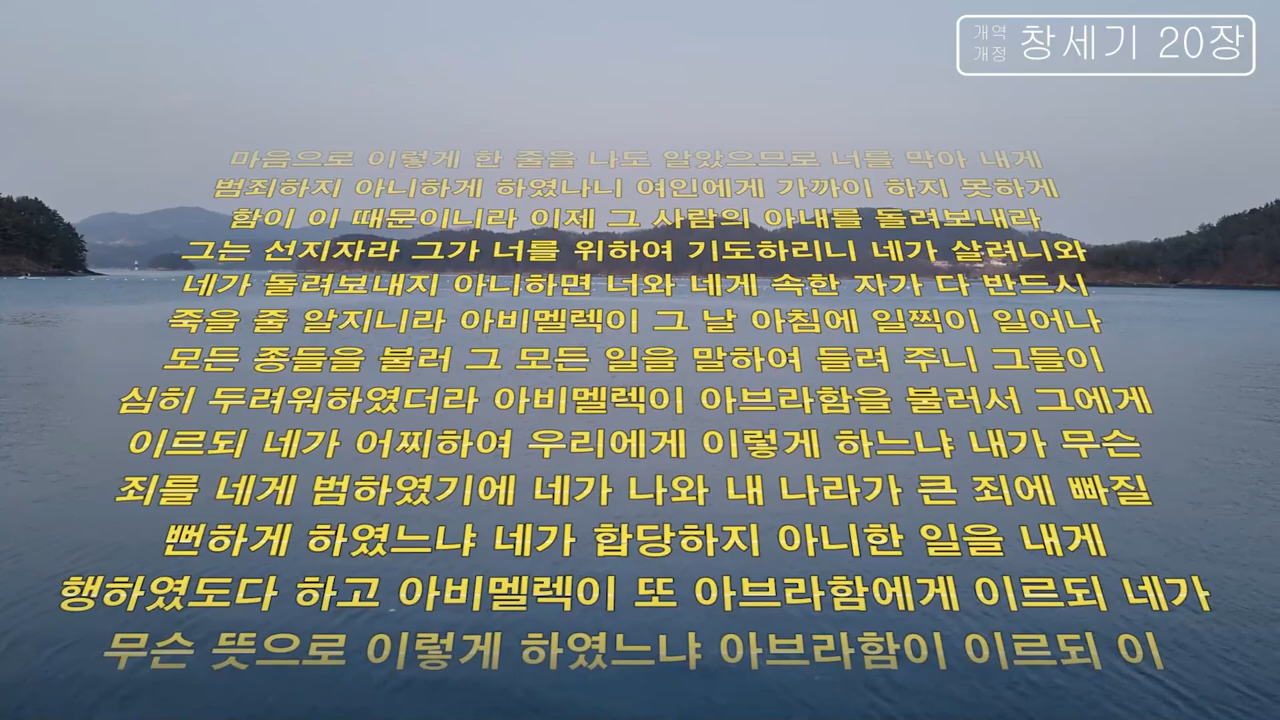 개역
개정
창세기 20장
마음으로 이렇게 한 줄을 나도 알았으므로 너를 막아 내게
범죄하지 아니하게 하였나니 여인에게 가까이 하지 못하게
함이 이 때문이니라 이제 그 사람의 아내를 돌려보내라
그는 선지자라 그가 너를 위하여 기도하리니 네가 살려니와
네가 돌려보내지 아니하면 너와 네게 속한 자가 다 반드시
죽을 줄 알지니라 아비멜렉이 그 날 아침에 일찍이 일어나
모든 종들을 불러 그 모든 일을 말하여 들려 주니 그들이
심히 두려워하였더라 아비멜렉이 아브라함을 불러서 그에게
이르되 네가 어찌하여 우리에게 이렇게 하느냐 내가 무슨
죄를 네게 범하였기에 네가 나와 내 나라가 큰 죄에 빠질
뻔하게 하였느냐 네가 합당하지 아니한 일을 내게
행하였도다 하고 아비멜렉이 또 아브라함에게 이르되 네가
무슨 뜻으로 이렇게 하였느냐 아브라함이 이르되 이